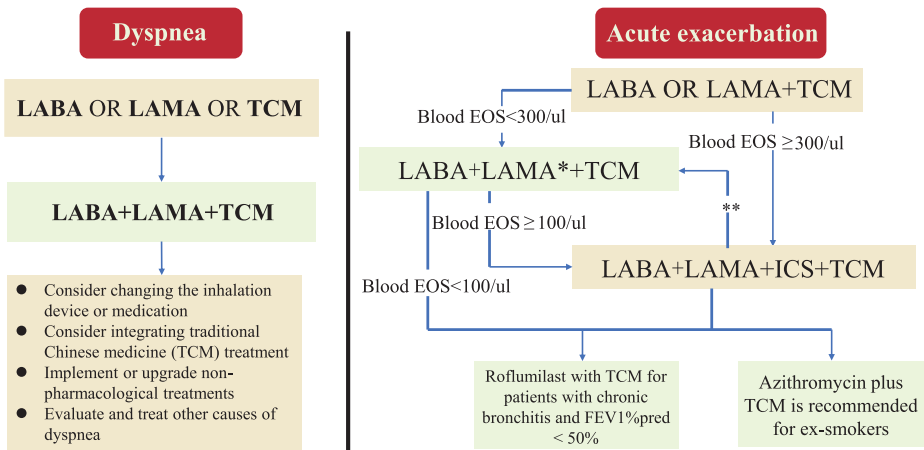 Dyspnea
LABA OR LAMA OR TCM
LABA+LAMA+TCM
● Consider changing the inhalation
device or medication
● Consider integrating traditional
Chinese medicine (TCM) treatment
● Implement or upgrade non-
pharmacological treatments
● Evaluate and treat other causes of
dyspnea
Acute exacerbation
LABA OR LAMA+TCM
Blood EOS<300/ul
Blood EOS ≥300/ul
LABA+LAMA*+TCM
**
Blood EOS≥100/ul
LABA+LAMA+ICS+TCM
Blood EOS<100/ul
Roflumilast with TCM for
patients with chronic
bronchitis and FEV1%pred
< 50%
Azithromycin plus
TCM is recommended
for ex-smokers